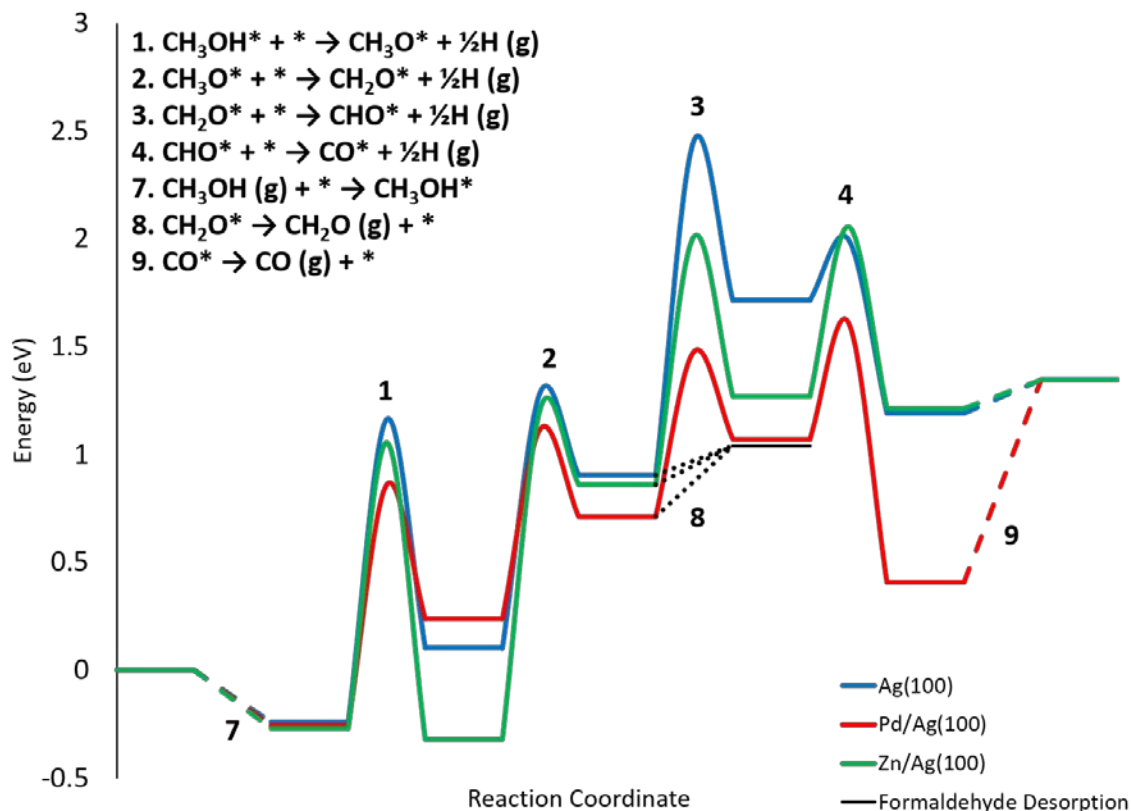 3
2.5
2
1.5
1
0.5
0
-0.5
Energy (eV)
Reaction Coordinate
1. CH₃OH* + * → CH₃O* + ½H (g)
2. CH₃O* + * → CH₂O* + ½H (g)
3. CH₂O* + * → CHO* + ½H (g)
4. CHO* + * → CO* + ½H (g)
7. CH₃OH (g) + * → CH₃OH*
8. CH₂O* → CH₂O (g) + *
9. CO* → CO (g) + *
7
1
2
3
8
4
9
Ag(100)
Pd/Ag(100)
Zn/Ag(100)
Formaldehyde Desorption